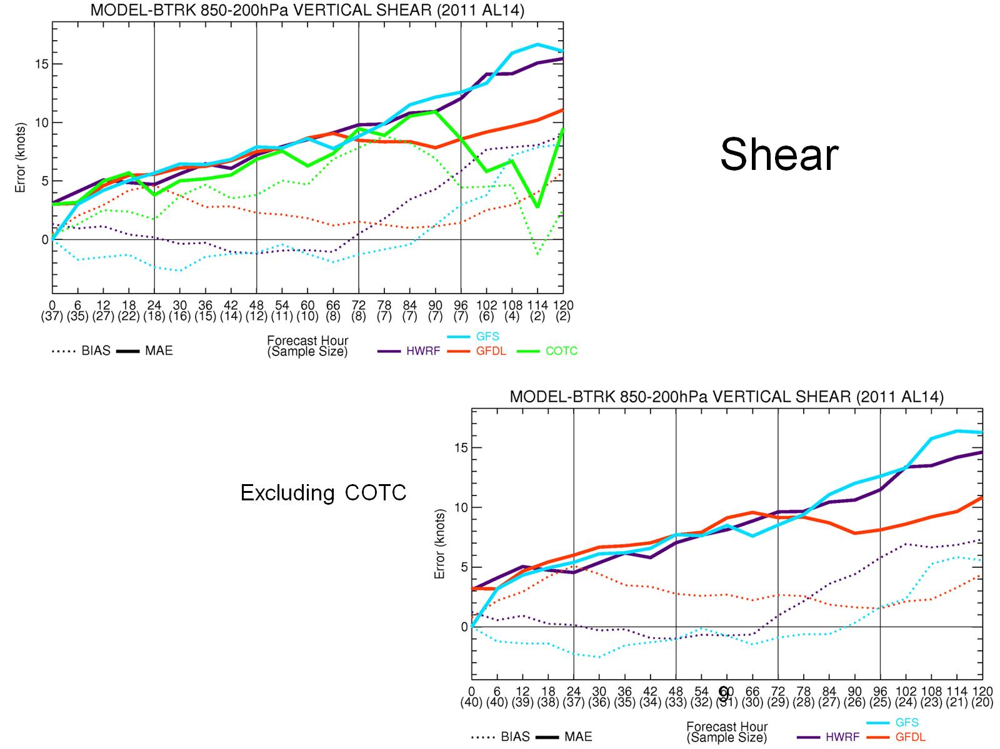 MODEL-BTRK 850-200hPa VERTICAL SHEAR (2011 AL14)
15
10
5
0
Error (knots)
0 6 12 18 24 30 36 42 48 54 60 66 72 78 84 90 96 102 108 114 120
(37) (35) (27) (22) (18) (16) (15) (14) (12) (11) (10) (8) (8) (7) (7) (7) (7) (6) (4) (2) (2)
BIAS MAE
Forecast Hour
(Sample Size)
GFS
HWRF GFDL COTC
Shear
Excluding COTC
MODEL-BTRK 850-200hPa VERTICAL SHEAR (2011 AL14)
15
10
5
0
Error (knots)
0 6 12 18 24 30 36 42 48 54 60 66 72 78 84 90 96 102 108 114 120
(40) (40) (39) (38) (37) (36) (35) (34) (33) (32) (31) (30) (29) (28) (27) (26) (25) (24) (23) (21) (20)
9
BIAS MAE
Forecast Hour
(Sample Size)
GFS
HWRF GFDL